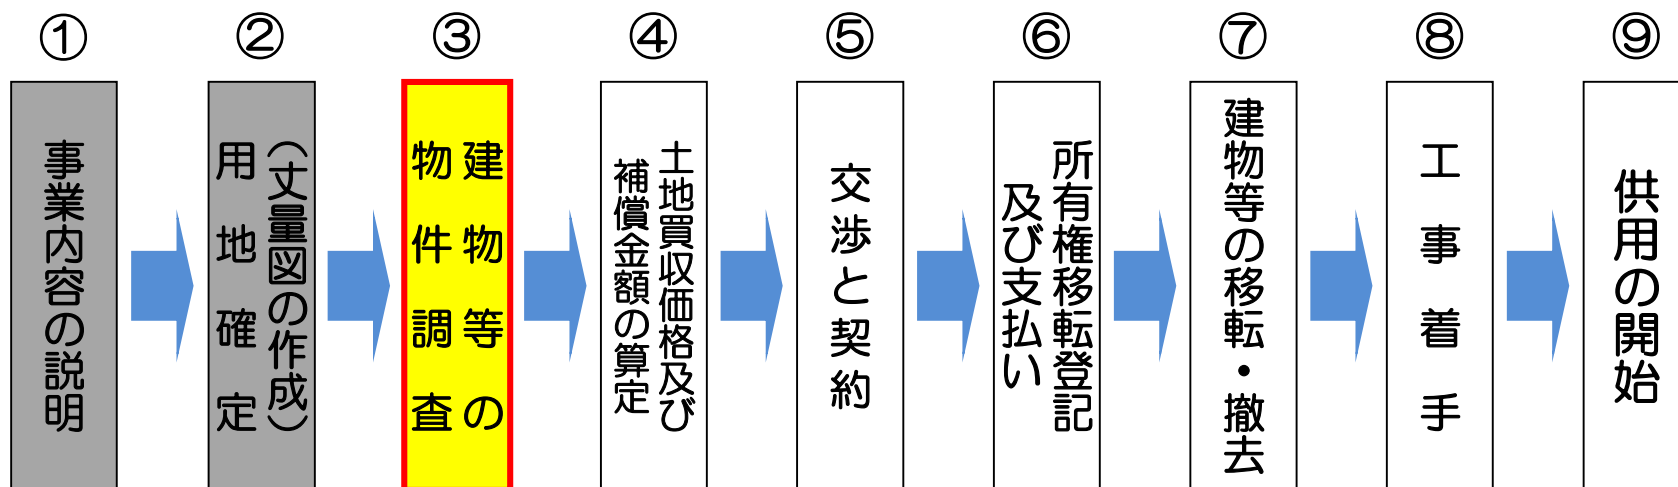 ①
事業内容の説明
②
用地確定
（丈量図の作成）
③
建物等の
物件調査
④
土地買収価格及び
補償金額の算定
⑤
交渉と契約
⑥
所有権移転登記
及び支払い
⑦
建物等の移転・撤去
⑧
工事着手
⑨
供用の開始